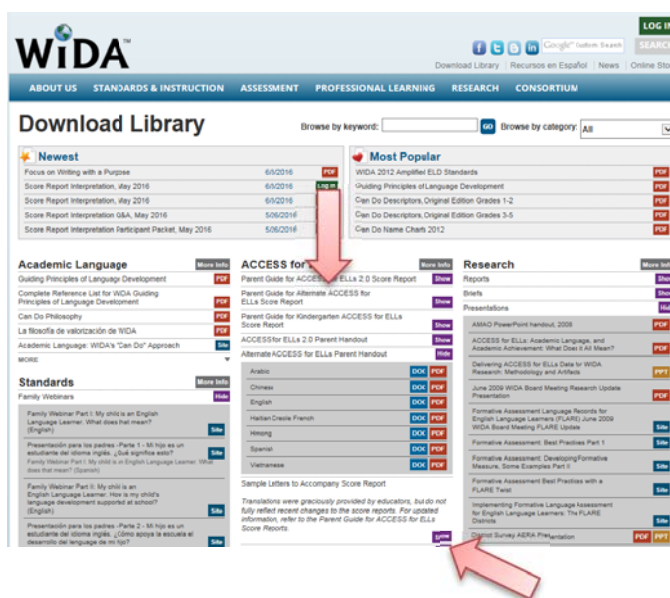 LOG IN
WiDA
Google™ Custom Search
SEARCH
Download Library | Recursos en Español | News | Online Sto
ABOUT US STANDARDS & INSTRUCTION ASSESSMENT PROFESSIONAL LEARNING RESEARCH CONSORTIUM
Download Library
Browse by keyword: GO Browse by category: All
Newest
Focus on Writing with a Purpose 6/1/2016 PDF
Score Report Interpretation, May 2016 6/1/2016 Log in
Score Report Interpretation, May 2016 6/1/2016
Score Report Interpretation Q&A, May 2016 5/26/2016
Score Report Interpretation Participant Packet, May 2016 5/26/2016
Most Popular
WIDA 2012 Amplified ELD Standards PDF
Guiding Principles of Language Development PDF
Can Do Descriptors, Original Edition Grades 1-2 PDF
Can Do Descriptors, Original Edition Grades 3-5 PDF
Can Do Name Charts 2012 PDF
Academic Language More Info
Guiding Principles of Language Development PDF
Complete Reference List for WIDA Guiding
Principles of Language Development PDF
Can Do Philosophy PDF
La filosofía de valorización de WIDA PDF
Academic Language: WIDA's "Can Do" Approach Site
MORE
Standards More Info
Family Webinars Hide
Family Webinar Part I: My child is an English
Language Learner. What does that mean?
(English) Site
Presentación para los padres -Parte 1 - Mi hijo es un
estudiante del idioma inglés. ¿Qué significa esto? Site
Family Webinar Part I: My child is an English Language Learner. What
does that mean? (Spanish)
Family Webinar Part II: My child is an
English Language Learner. How is my child's
language development supported at school?
(English) Site
Presentación para los padres -Parte 2 - Mi hijo es un
estudiante del idioma inglés. ¿Cómo apoya la escuela el
desarrollo del lenguaje de mi hijo? Site
ACCESS for More Info
Parent Guide for ACCESS for ELLs 2.0 Score Report Show
Parent Guide for Alternate ACCESS for
ELLs Score Report Show
Parent Guide for Kindergarten ACCESS for ELLs
Score Report Show
ACCESS for ELLs 2.0 Parent Handout Show
Alternate ACCESS for ELLs Parent Handout Hide
Arabic DOC PDF
Chinese DOC PDF
English DOC PDF
Haitian Creole French DOC PDF
Hmong DOC PDF
Spanish DOC PDF
Vietnamese DOC PDF
Sample Letters to Accompany Score Report
Translations were graciously provided by educators, but do not
fully reflect recent changes to the score reports. For updated
information, refer to the Parent Guide for ACCESS for ELLs
Score Reports.
Show
Research More Info
Reports Show
Briefs Show
Presentations Hide
AMAO PowerPoint handout, 2008 PDF
ACCESS for ELLs: Academic Language, and
Academic Achievement: What Does it All Mean? PDF
Delivering ACCESS for ELLs Data for WIDA
Research: Methodology and Artifacts PPT
June 2009 WIDA Board Meeting Research Update
Presentation PDF
Formative Assessment Language Records for
English Language Learners (FLARE) June 2009
WIDA Board Meeting FLARE Update Site
Formative Assessment: Best Practices Part 1 Site
Formative Assessment: Developing Formative
Measure, Some Examples Part II Site
Formative Assessment Best Practices with a
FLARE Twist Site
Implementing Formative Language Assessment
for English Language Learners: The FLARE
Districts Site
District Survey AERA Presentation PDF PPT